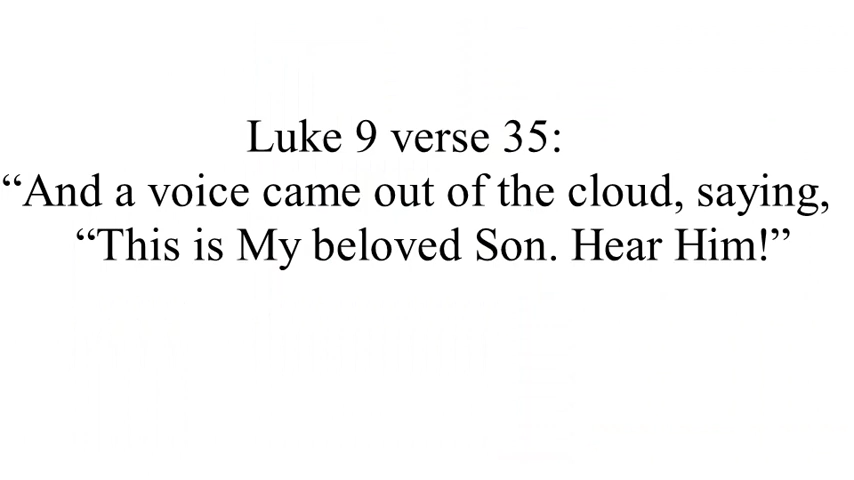 Luke 9 verse 35:
“And a voice came out of the cloud, saying,
“This is My beloved Son. Hear Him!”